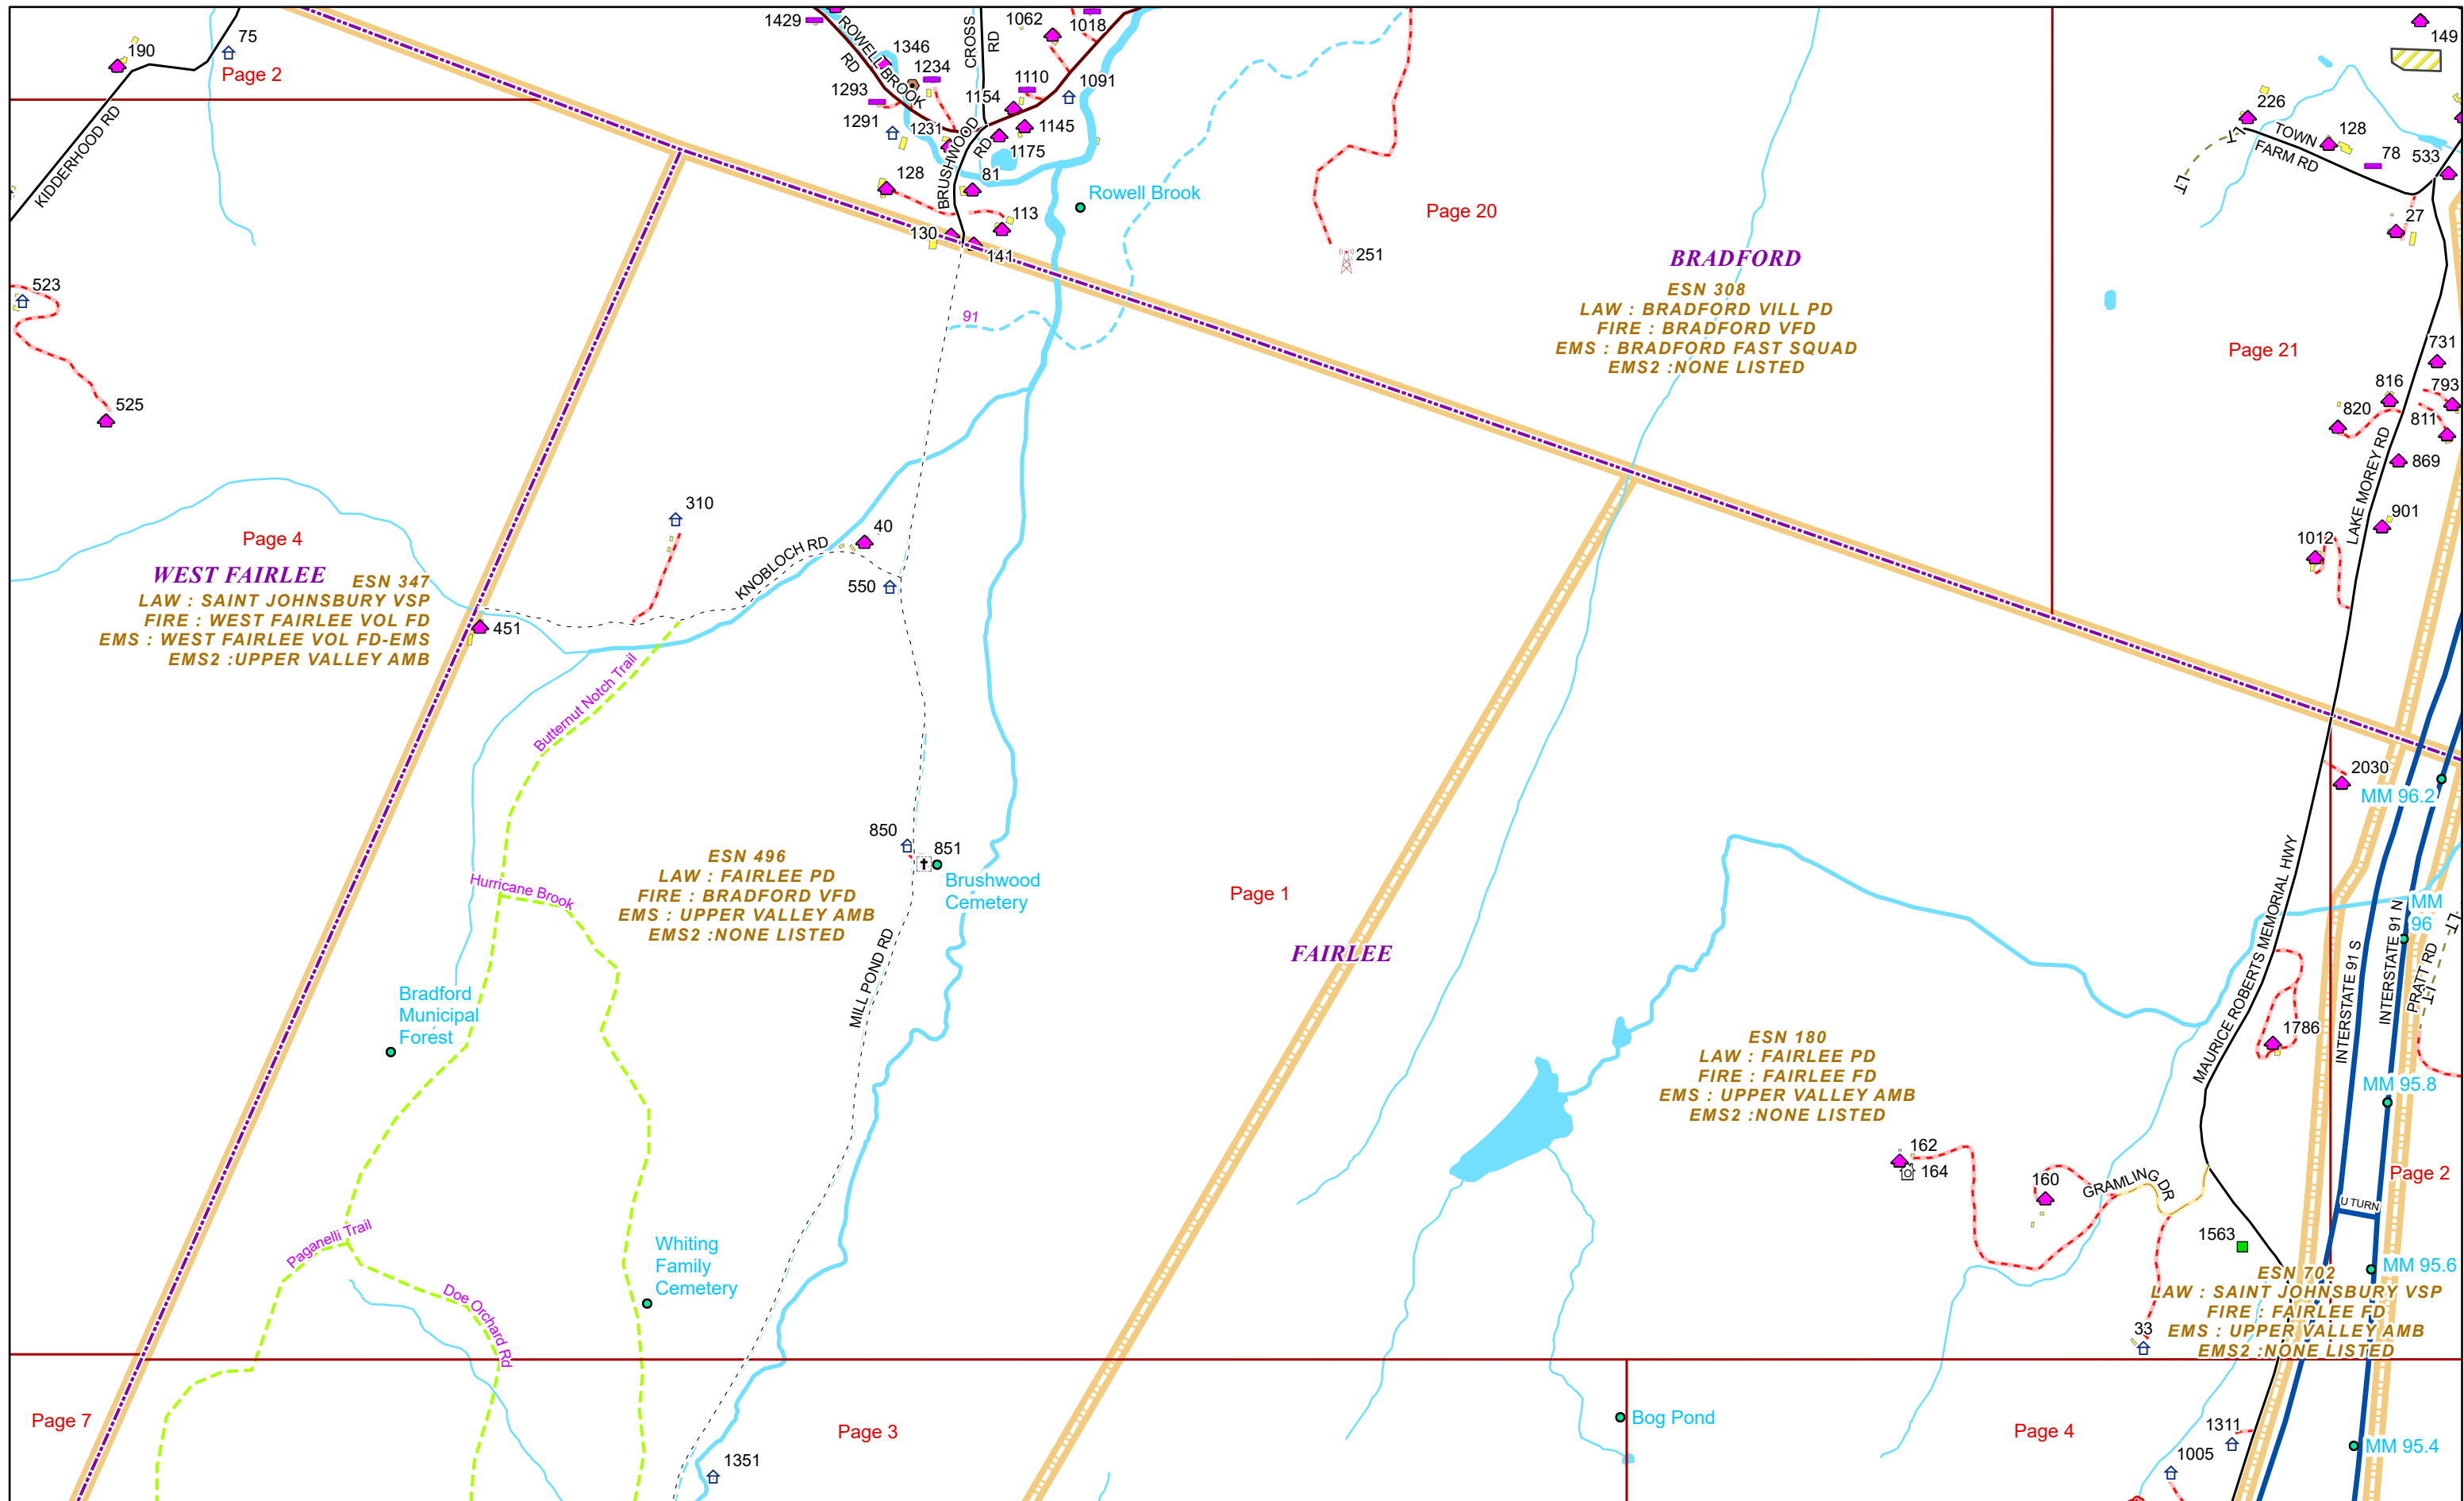 190
75
Page 2
KIDDERHOOD RD
1429
ROWELL BROOK
RD
1346
1234
1293
1291
1231
CROSS
RD
1062
1018
1110
1091
1154
1145
1175
BRUSHWOOD
RD
128
81
113
130
141
Rowell Brook
Page 20
251
BRADFORD
ESN 308
LAW : BRADFORD VILL PD
FIRE : BRADFORD VFD
EMS : BRADFORD FAST SQUAD
EMS2 :NONE LISTED
149
226
TOWN
FARM RD
128
78
533
LT
LT
27
Page 21
731
816
793
820
811
869
LAKE MOREY RD
901
1012
523
525
91
Page 4
WEST FAIRLEE
ESN 347
LAW : SAINT JOHNSBURY VSP
FIRE : WEST FAIRLEE VOL FD
EMS : WEST FAIRLEE VOL FD-EMS
EMS2 :UPPER VALLEY AMB
310
40
KNOBLOCH RD
550
451
Butternut Notch Trail
850
851
Brushwood
Cemetery
ESN 496
LAW : FAIRLEE PD
FIRE : BRADFORD VFD
EMS : UPPER VALLEY AMB
EMS2 :NONE LISTED
Hurricane Brook
MILL POND RD
Page 1
FAIRLEE
Bradford
Municipal
Forest
2030
MM 96.2
MAURICE ROBERTS MEMORIAL HWY
MM
96
INTERSTATE 91 S
INTERSTATE 91 N
PRATT RD
LT
LT
1786
MM 95.8
ESN 180
LAW : FAIRLEE PD
FIRE : FAIRLEE FD
EMS : UPPER VALLEY AMB
EMS2 :NONE LISTED
162
164
160
GRAMLING DR
Page 2
U TURN
1563
MM 95.6
ESN 702
LAW : SAINT JOHNSBURY VSP
FIRE : FAIRLEE FD
EMS : UPPER VALLEY AMB
EMS2 :NONE LISTED
33
Paganelli Trail
Doe Orchard Rd
Whiting
Family
Cemetery
Page 7
Page 3
1351
Bog Pond
Page 4
1311
1005
MM 95.4